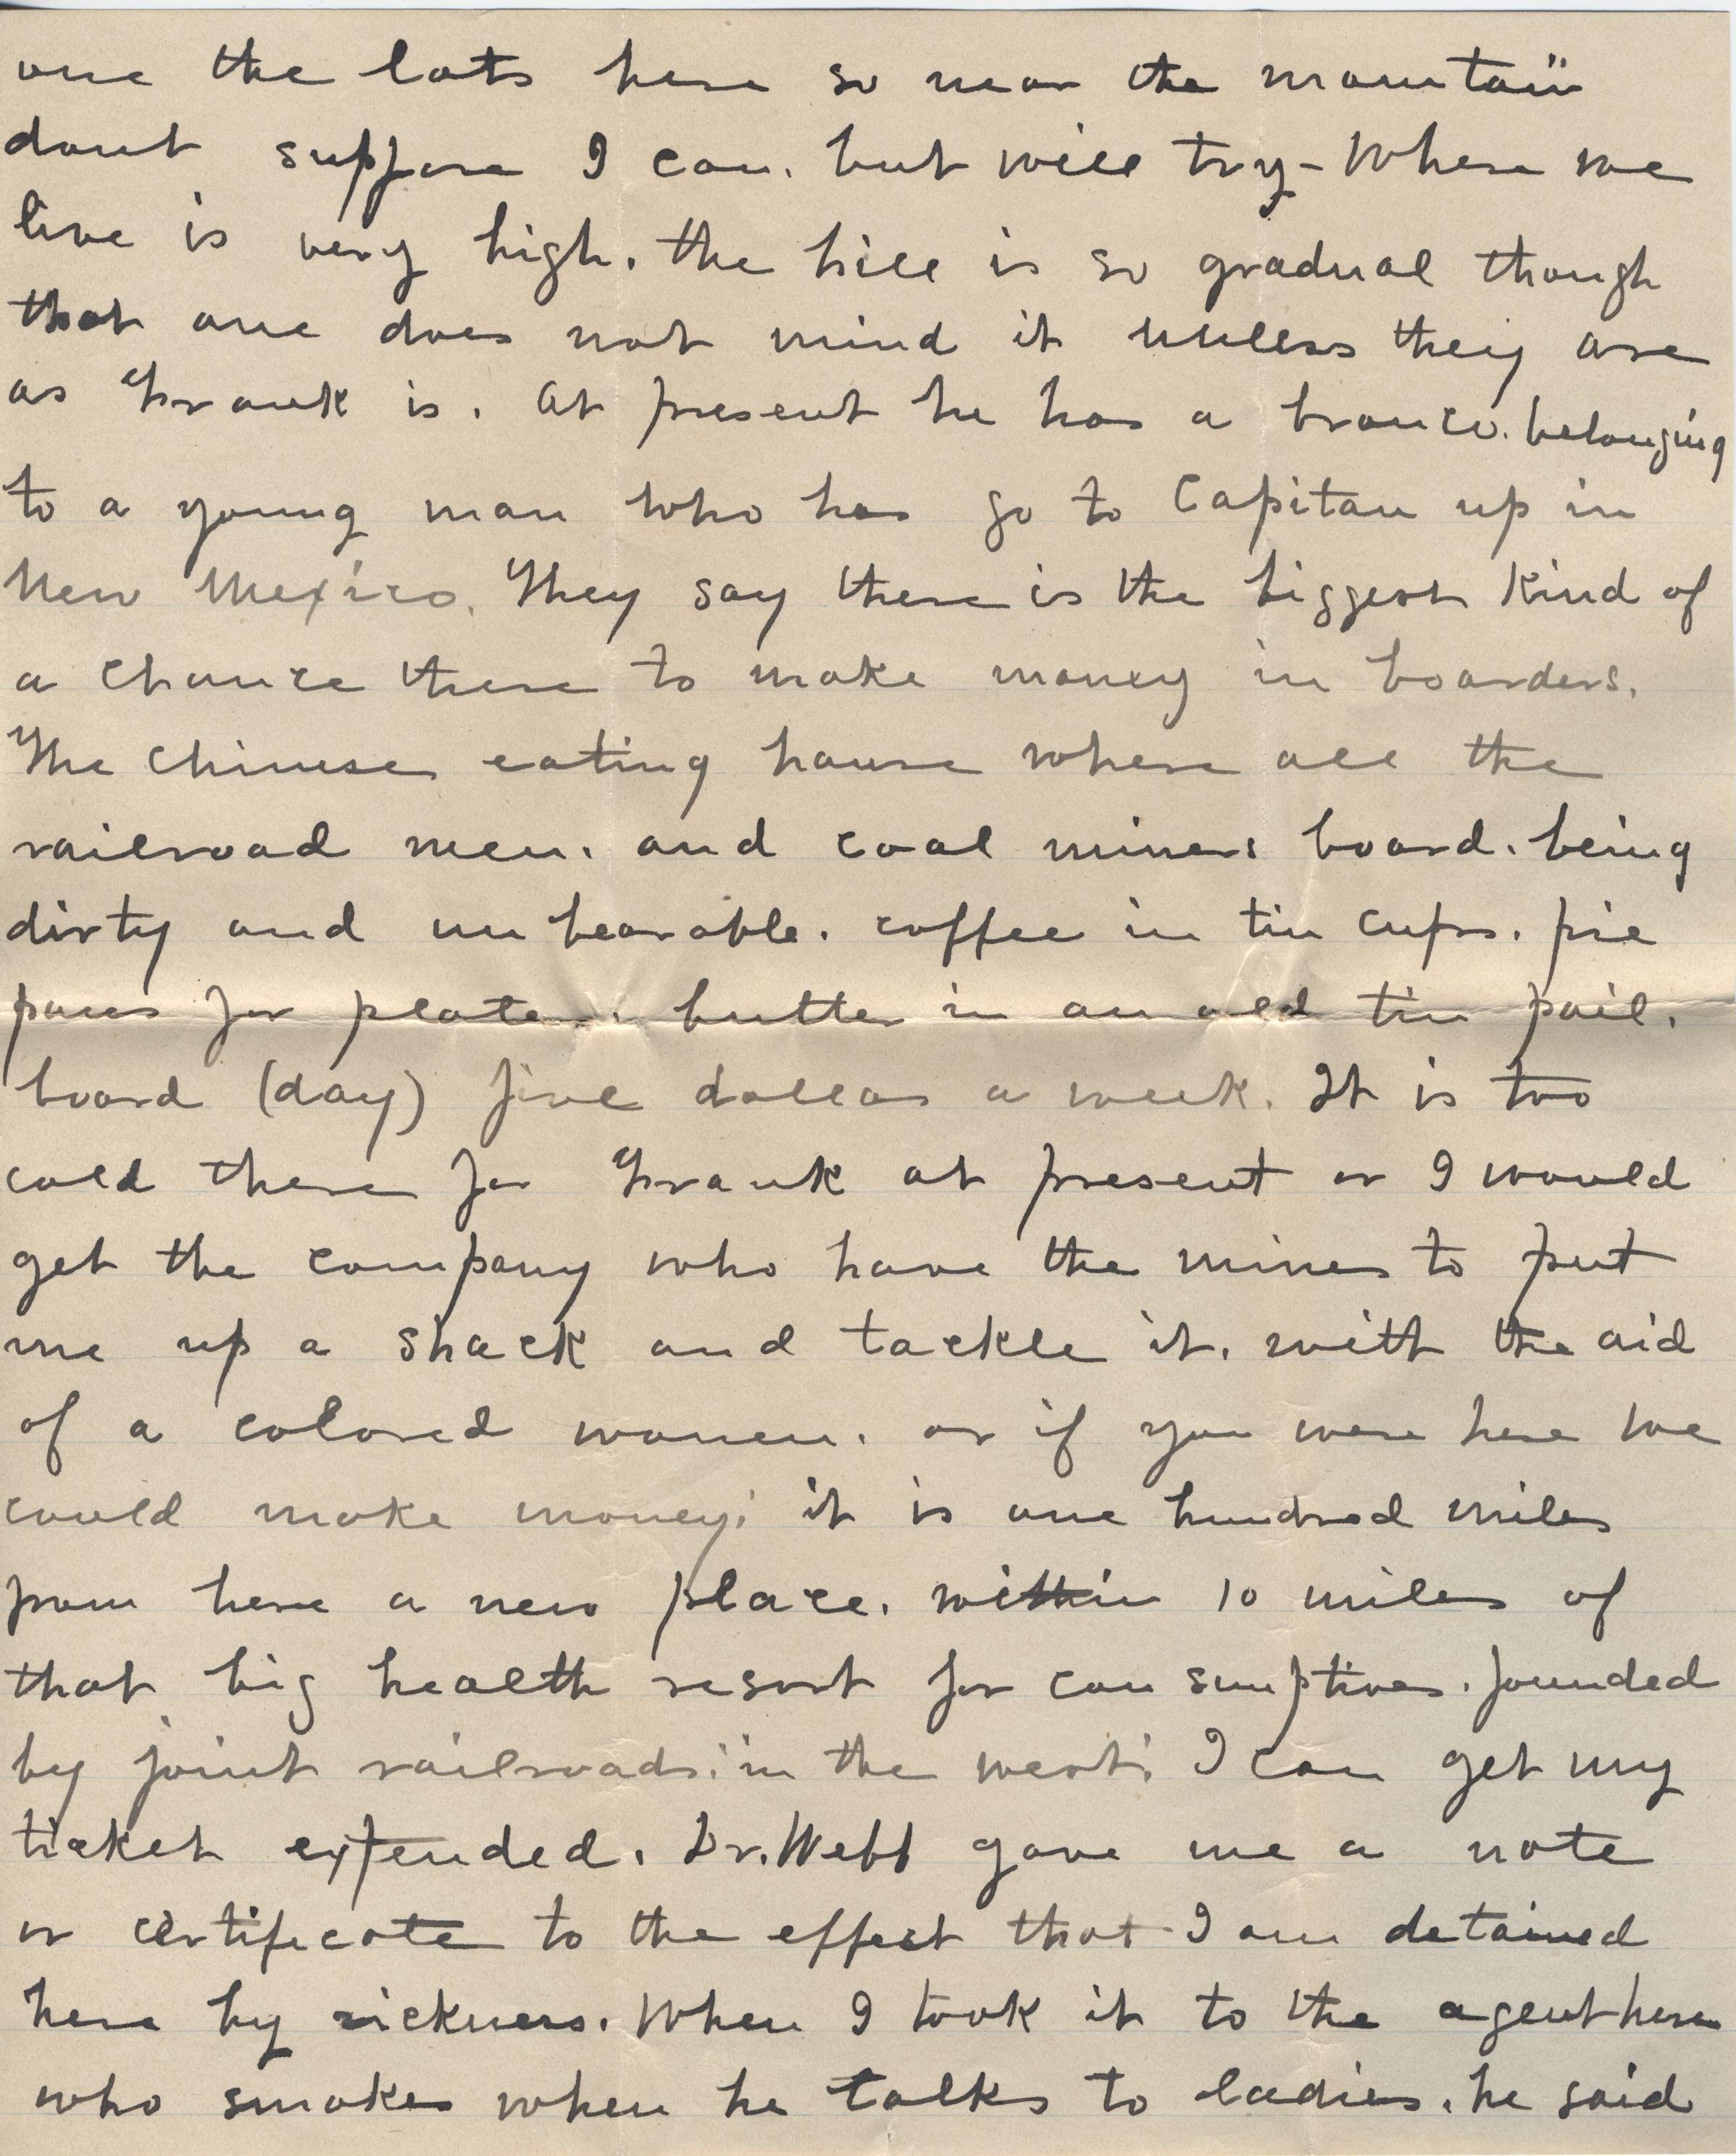 one the lots here so near the mountain
dont suppose I can. but will try - Where we
live is very high. the hill is so gradual though
that one does not mind it unless they are
as Frank is. At present he has a bronco. belonging
to a young man who has go to Capitan up in
New Mexico. They say there is the biggest kind of
a chance there to make money in boarders.
The Chinese eating house where all the
railroad men. and coal miners board. being
dirty and unbearable. coffee in tin cups. pie
pans for plates. butter in an old tin pail.
board (day) five dollars a week. It is too
cold there for Frank at present or I would
get the company who have the mines to put
me up a shack and tackle it. with the aid
of a colored women. or if you were here we
could make money; it is one hundred miles
from here a new place. within 10 miles of
that big health resort for consumptives. founded
by joint railroads in the west. I can get my
ticket extended. Dr. Webb gave me a note
or certificate to the effect that I am detained
here by sickness. When I took it to the agent here
who smokes when he talks to ladies. he said